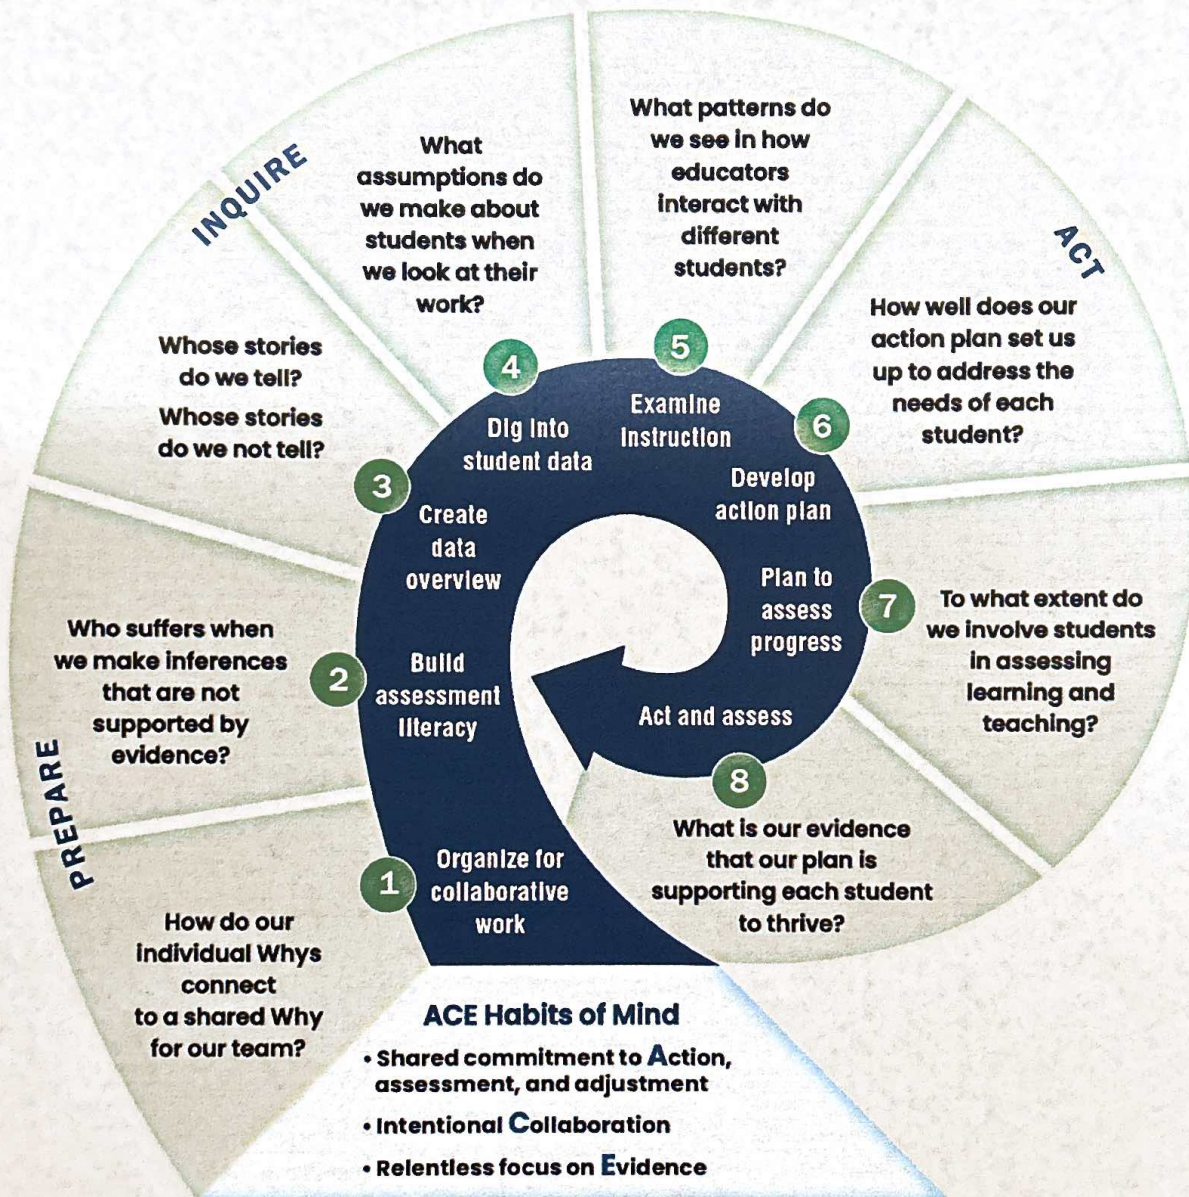 INQUIRE
ACT
PREPARE
What
assumptions do
we make about
students when
we look at their
work?
What patterns do
we see in how
educators
interact with
different
students?
How well does our
action plan set us
up to address the
needs of each
student?
Whose stories
do we tell?
Whose stories
do we not tell?
4
5
6
3
Dig into
student data
Examine
instruction
Develop
action plan
Create
data
overview
Plan to
assess
progress
7
To what extent do
we involve students
in assessing
learning and
teaching?
Who suffers when
we make inferences
that are not
supported by
evidence?
2
Build
assessment
literacy
Act and assess
8
What is our evidence
that our plan is
supporting each student
to thrive?
1
Organize for
collaborative
work
How do our
individual Whys
connect
to a shared Why
for our team?
ACE Habits of Mind
• Shared commitment to Action,
assessment, and adjustment
• Intentional Collaboration
• Relentless focus on Evidence